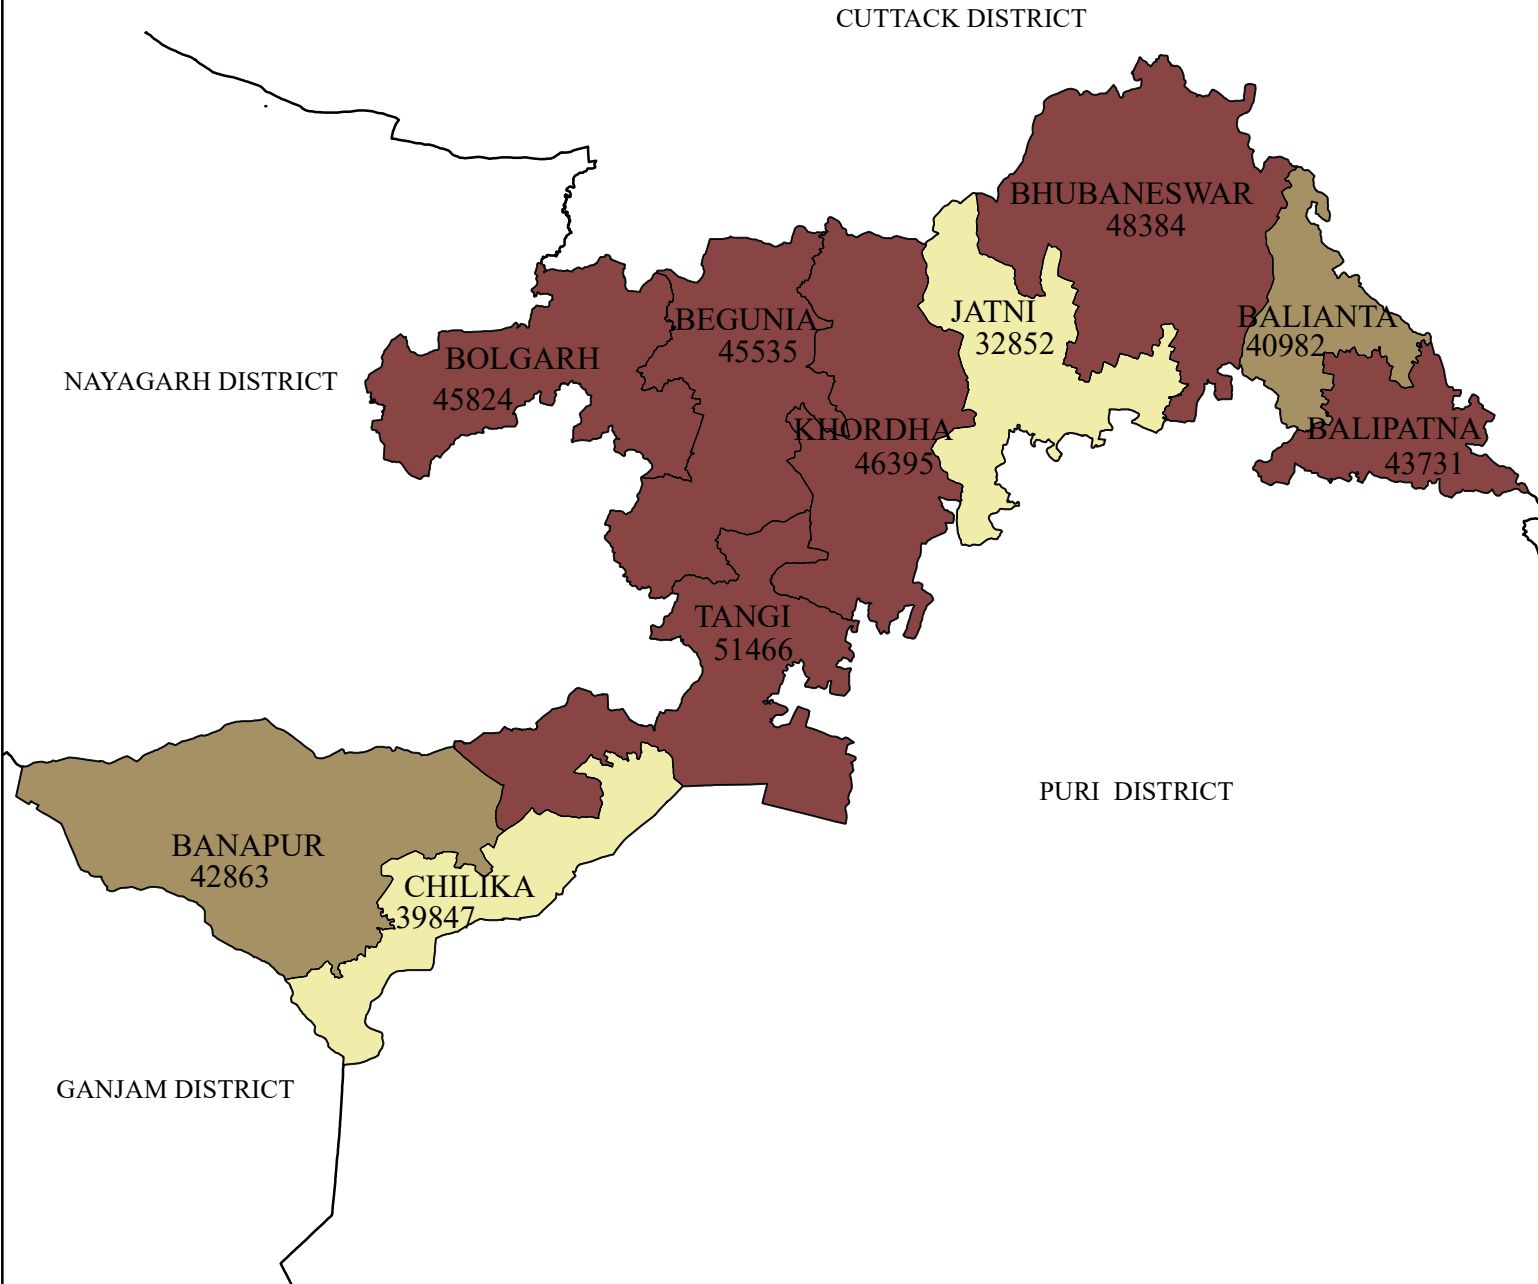 CUTTACK DISTRICT
BHUBANESWAR
48384
JATNI
32852
BALIANTA
40982
BEGUNIA
45535
BOLGARH
45824
NAYAGARH DISTRICT
KHORDHA
46395
BALIPATNA
43731
TANGI
51466
PURI  DISTRICT
BANAPUR
42863
CHILIKA
39847
GANJAM DISTRICT